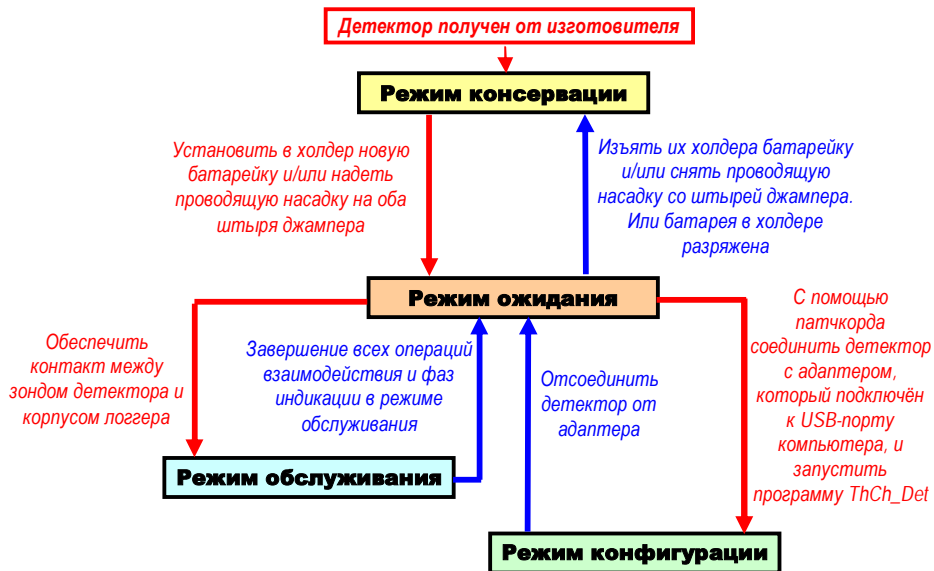 Детектор получен от изготовителя
Режим консервации
Установить в холдер новую
батарейку и/или надеть
проводящую насадку на оба
штыря джампера
Изъять их холдера батарейку
и/или снять проводящую
насадку со штырей джампера.
Или батарея в холдере
разряжена
Режим ожидания
Обеспечить
контакт между
зондом детектора и
корпусом логгера
Завершение всех операций
взаимодействия и фаз
индикации в режиме
обслуживания
Отсоединить
детектор от
адаптера
С помощью
патчкорда
соединить детектор
с адаптером,
который подключён
к USB-порту
компьютера, и
запустить
программу ThCh_Det
Режим обслуживания
Режим конфигурации